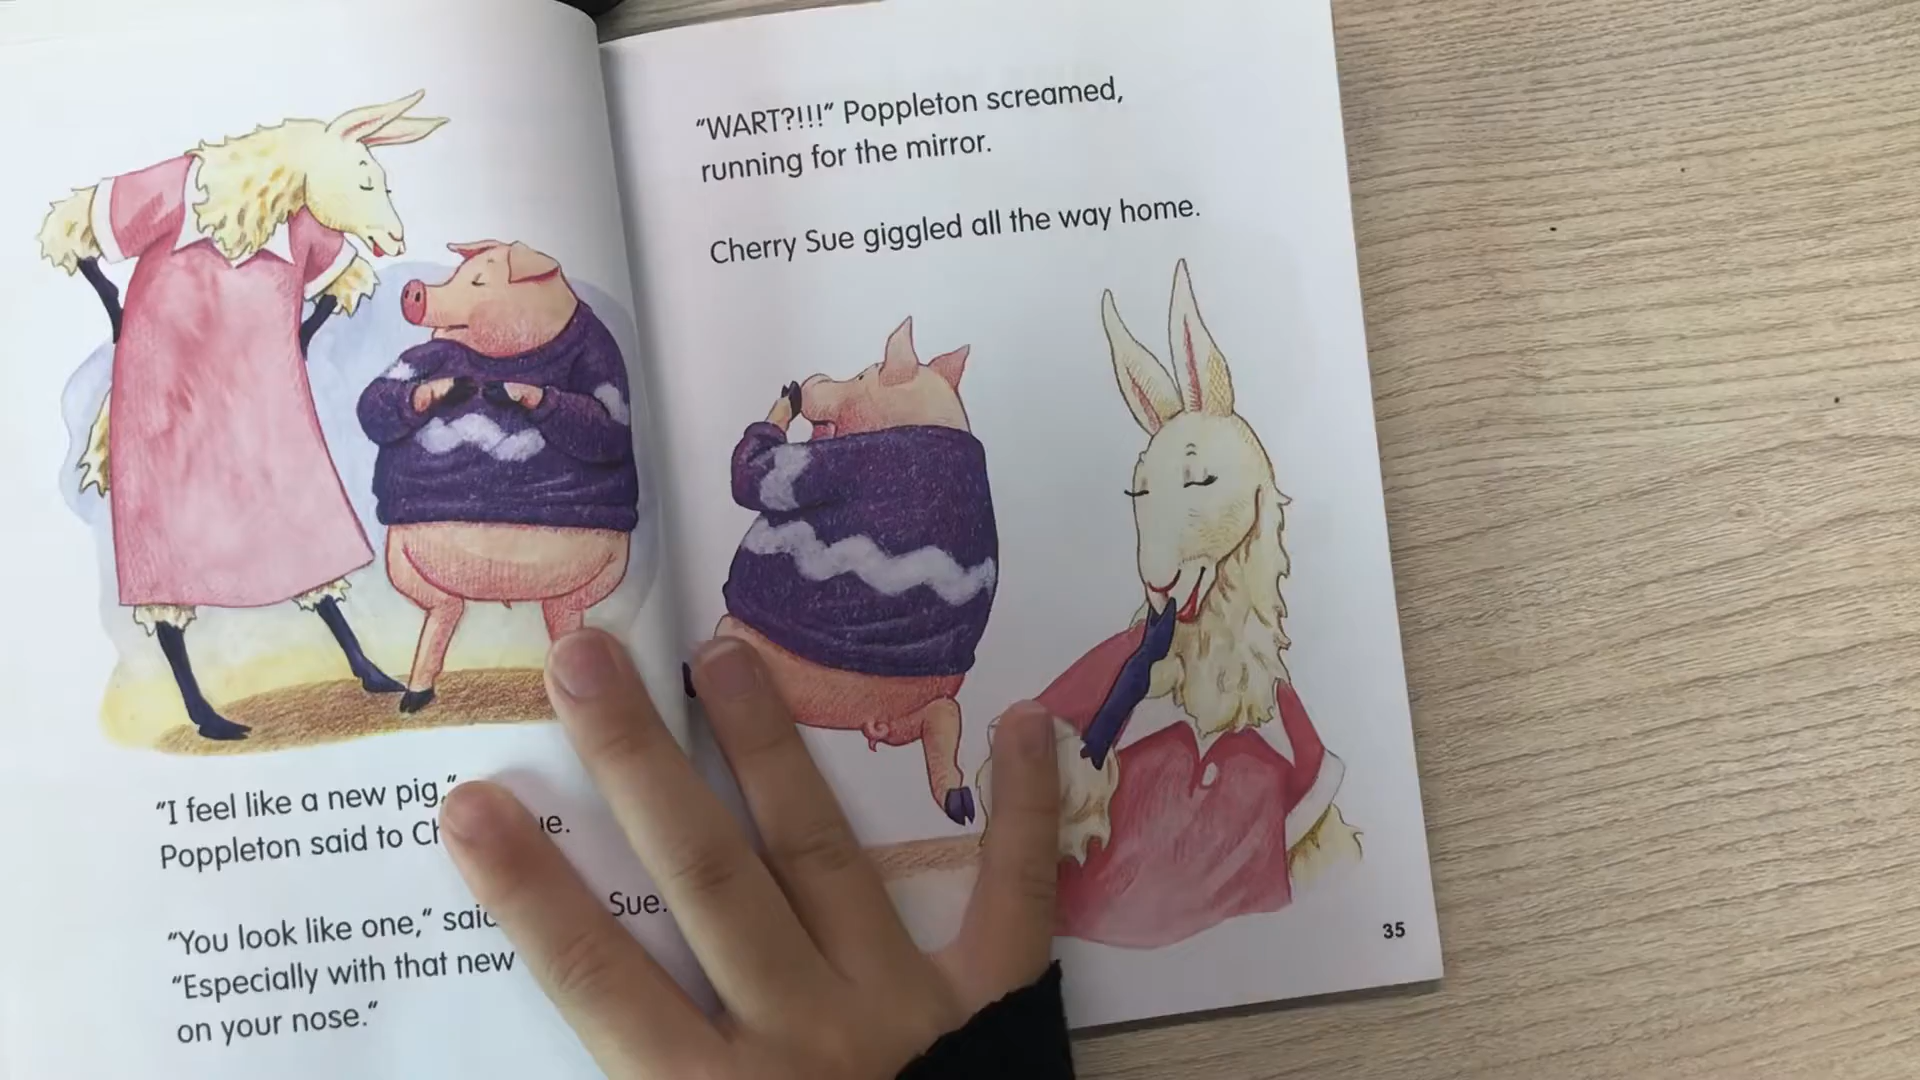 "I feel like a new pig,"
Poppleton said to Ch ue.
"You look like one," said Sue.
"Especially with that new
on your nose."
"WART?!!!" Poppleton screamed,
running for the mirror.
Cherry Sue giggled all the way home.
35